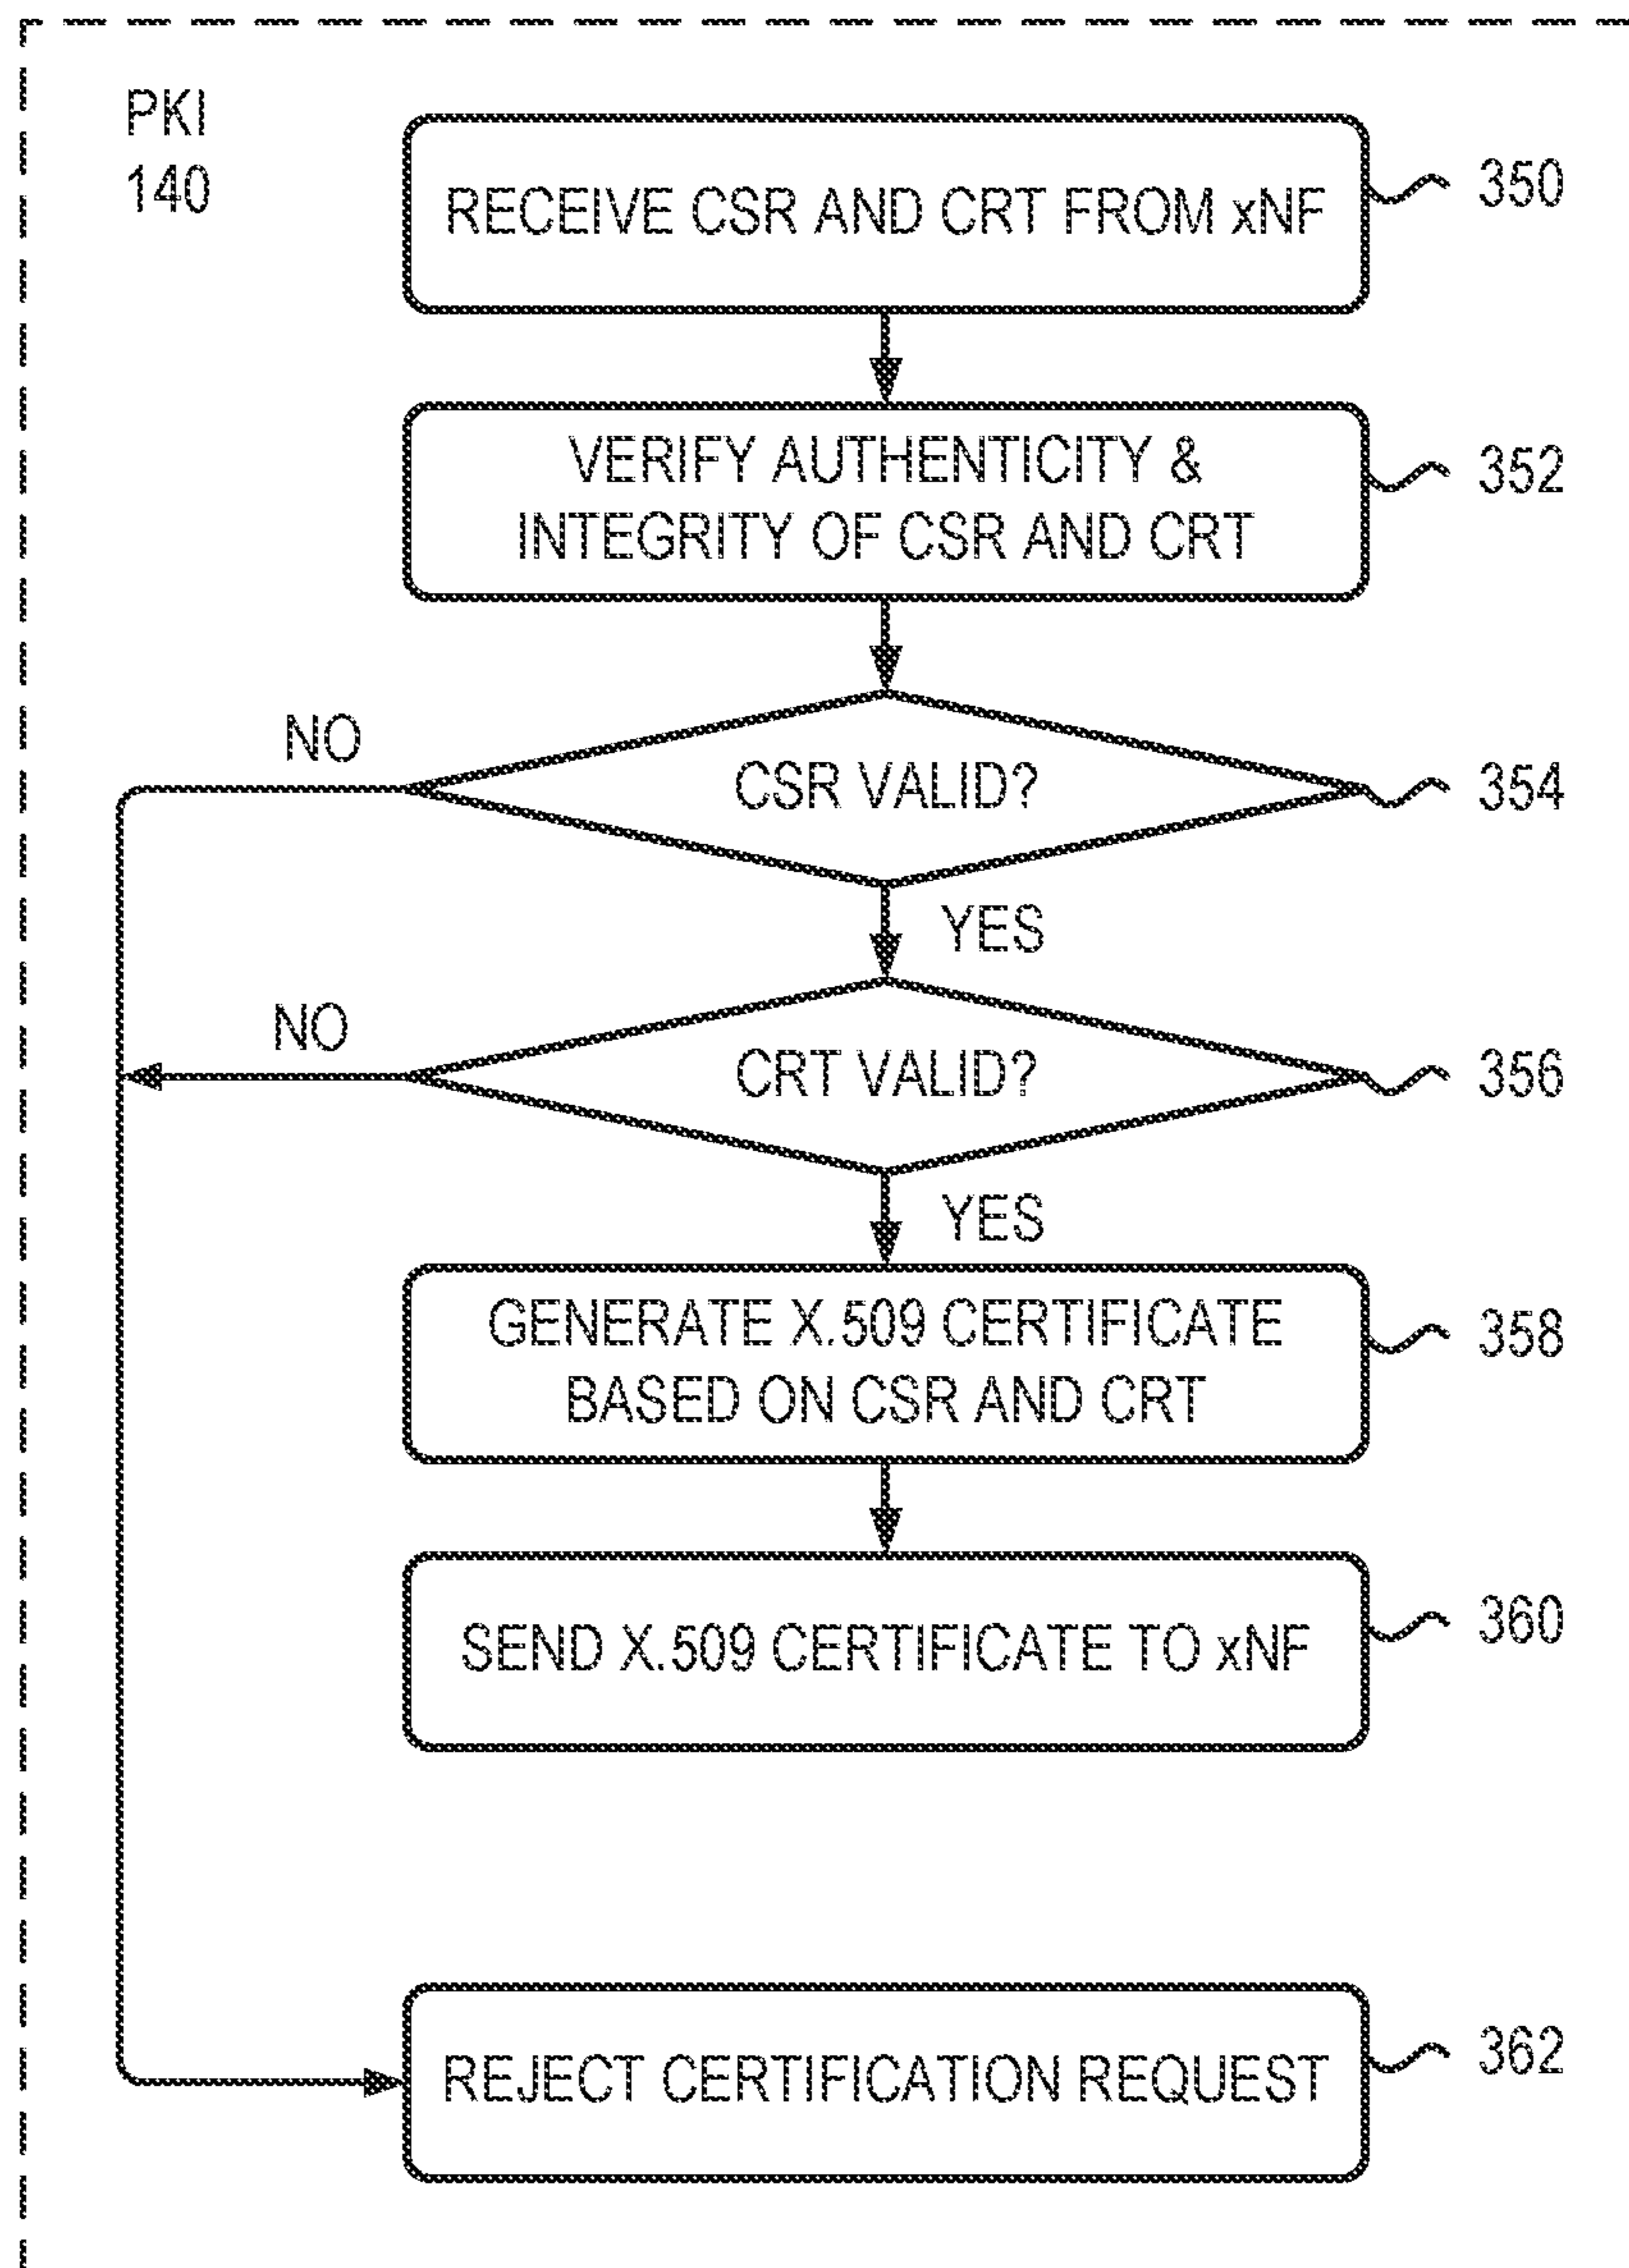 PKI
140
RECEIVE CSR AND CRT FROM xNF
350
VERIFY AUTHENTICITY &
INTEGRITY OF CSR AND CRT
352
NO
CSR VALID?
354
YES
NO
CRT VALID?
356
YES
GENERATE X.509 CERTIFICATE
BASED ON CSR AND CRT
358
SEND X.509 CERTIFICATE TO xNF
360
REJECT CERTIFICATION REQUEST
362